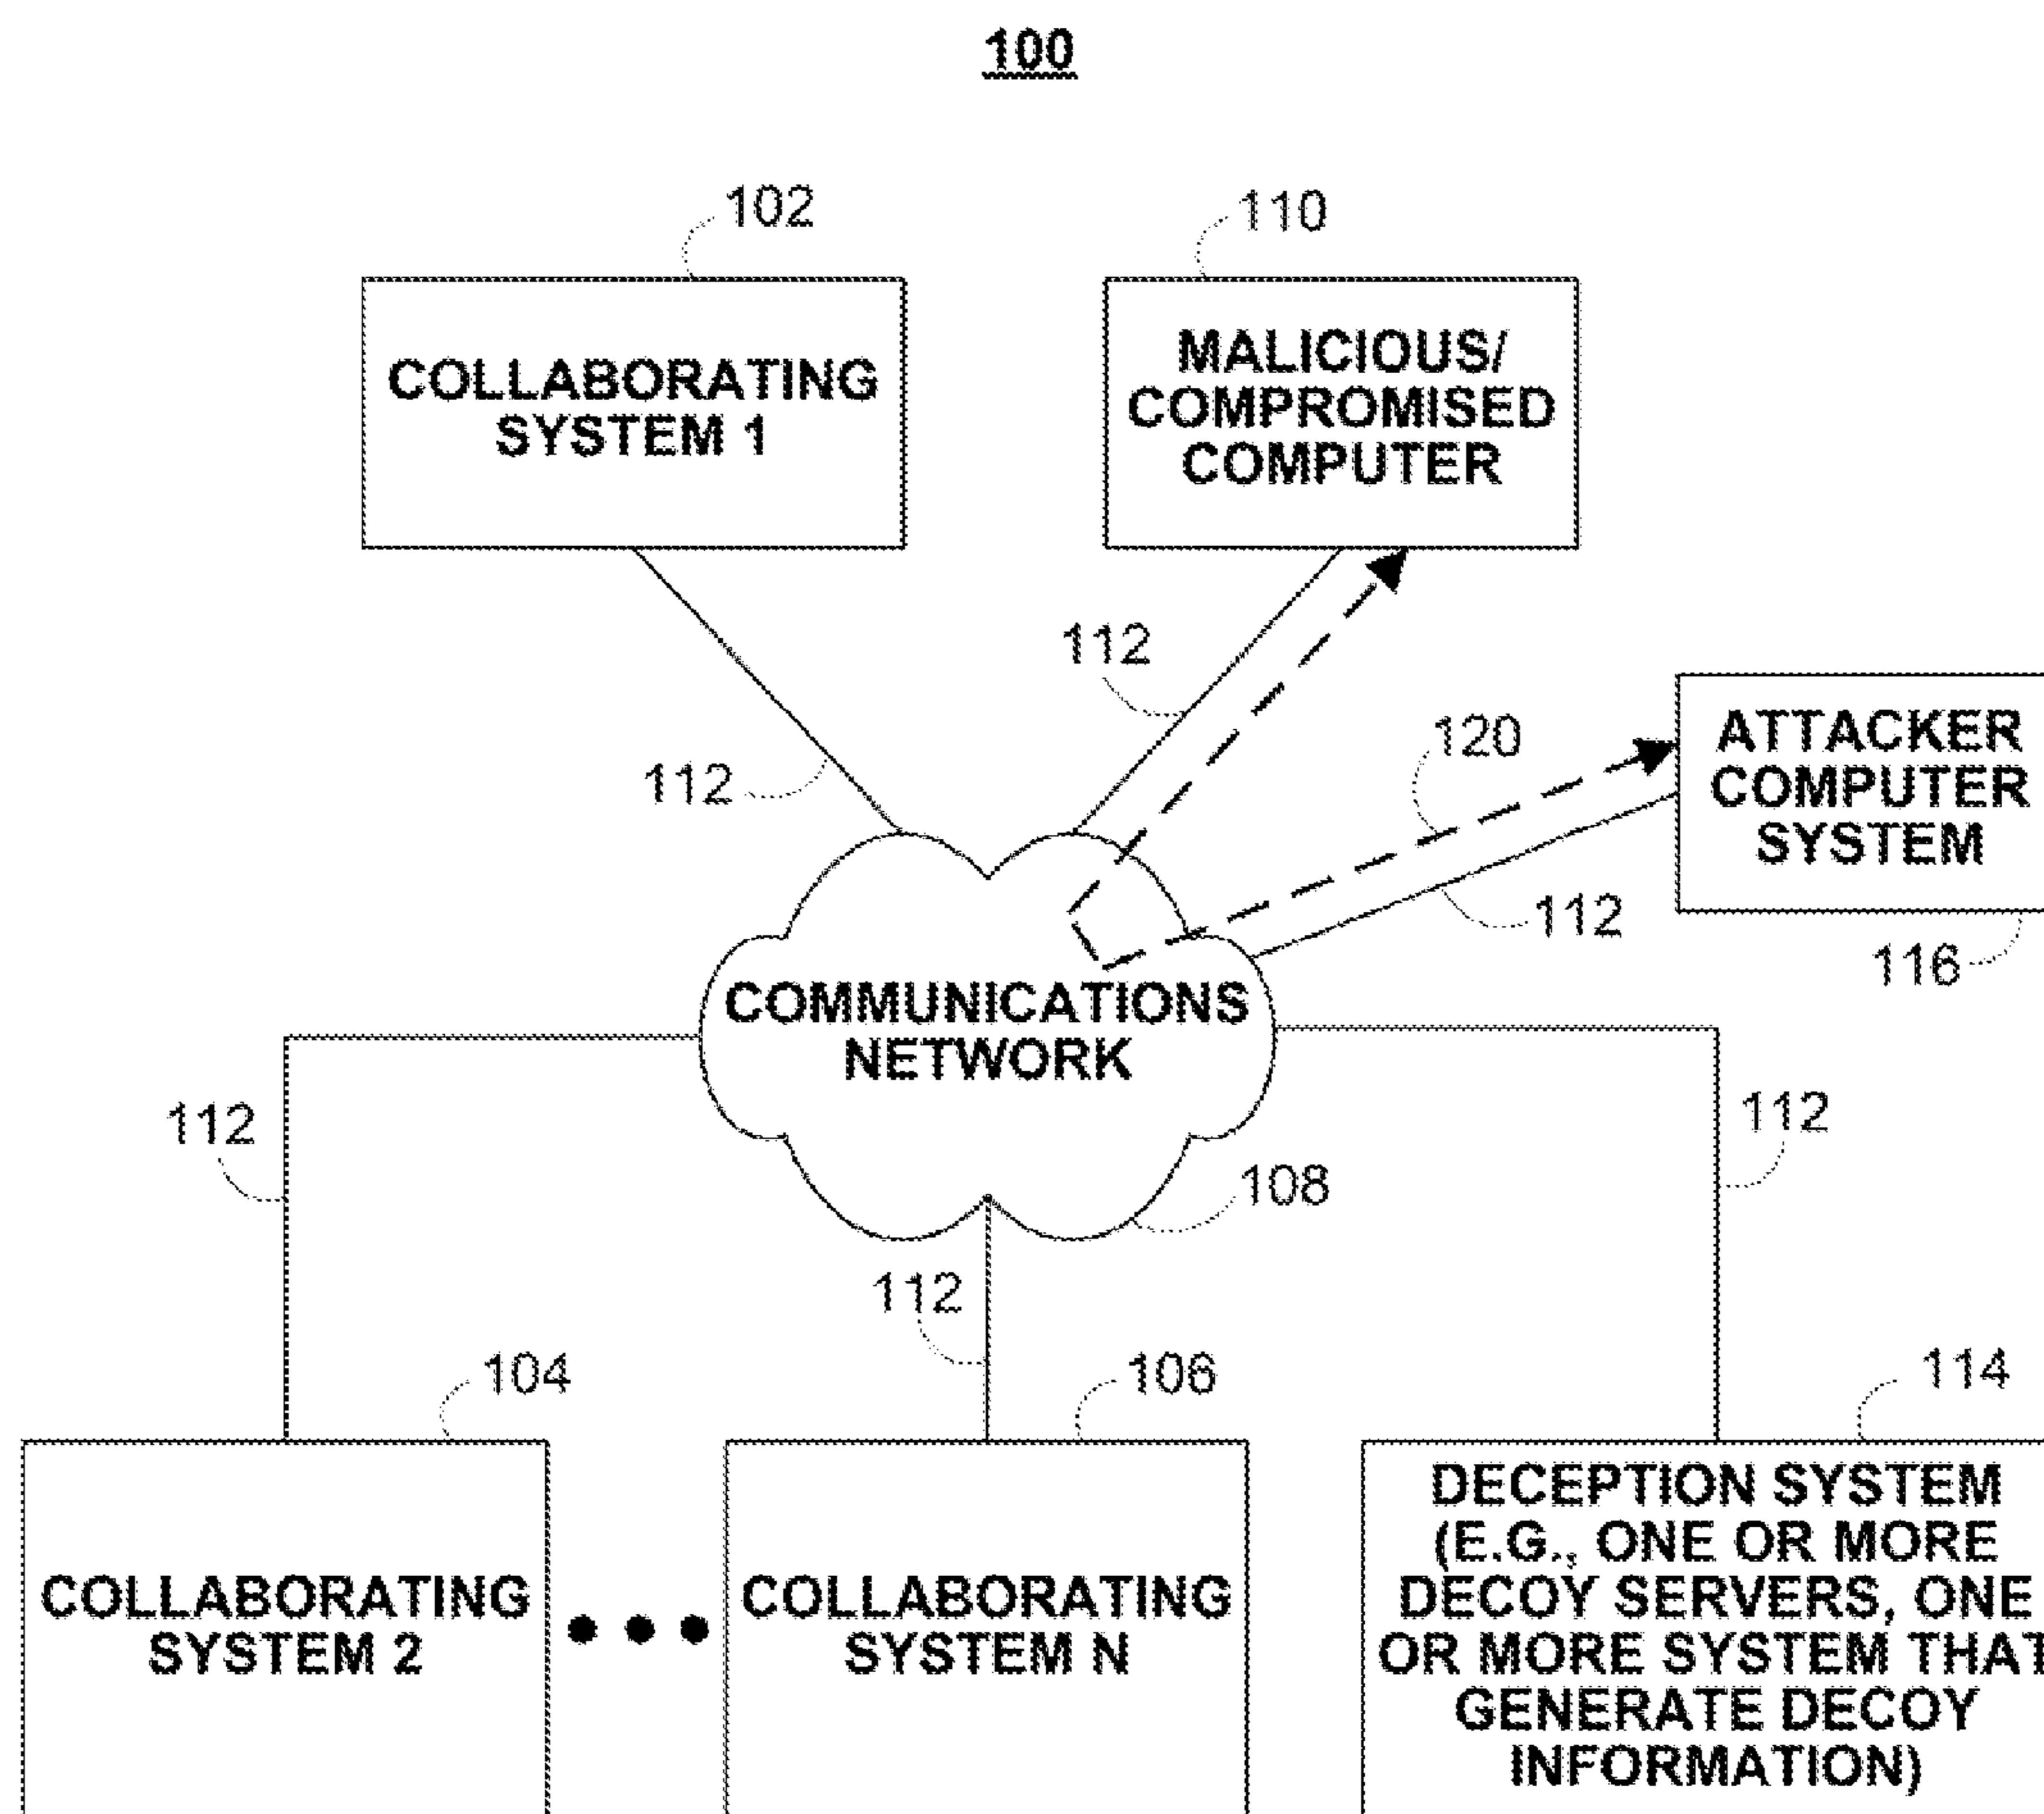 100
102
110
COLLABORATING
SYSTEM 1
MALICIOUS/
COMPROMISED
COMPUTER
112
112
120
ATTACKER
COMPUTER
SYSTEM
112
116
COMMUNICATIONS
NETWORK
112
112
108
112
104
106
114
COLLABORATING
SYSTEM 2
COLLABORATING
SYSTEM N
DECEPTION SYSTEM
(E.G., ONE OR MORE
DECOY SERVERS, ONE
OR MORE SYSTEM THAT
GENERATE DECOY
INFORMATION)